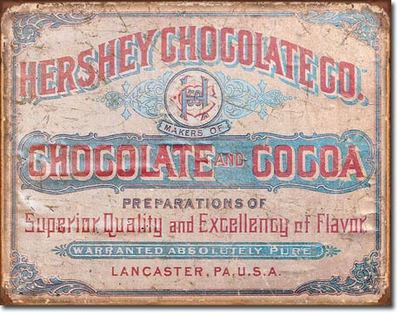 HERSHEY CHOCOLATE CO.
MAKERS OF
CHOCOLATE AND COCOA
PREPARATIONS OF
Superior Quality and Excellency of Flavor
WARRANTED ABSOLUTELY PURE
LANCASTER, PA, U.S.A.